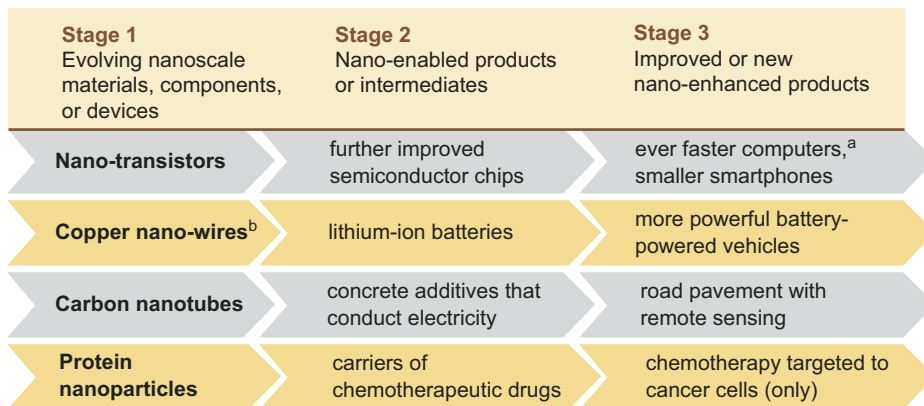 Stage 1
Evolving nanoscale
materials, components,
or devices
Stage 2
Nano-enabled products
or intermediates
Stage 3
Improved or new
nano-enhanced products
Nano-transistors
further improved
semiconductor chips
ever faster computers,a
smaller smartphones
Copper nano-wiresb
lithium-ion batteries
more powerful battery-
powered vehicles
Carbon nanotubes
concrete additives that
conduct electricity
road pavement with
remote sensing
Protein
nanoparticles
carriers of
chemotherapeutic drugs
chemotherapy targeted to
cancer cells (only)